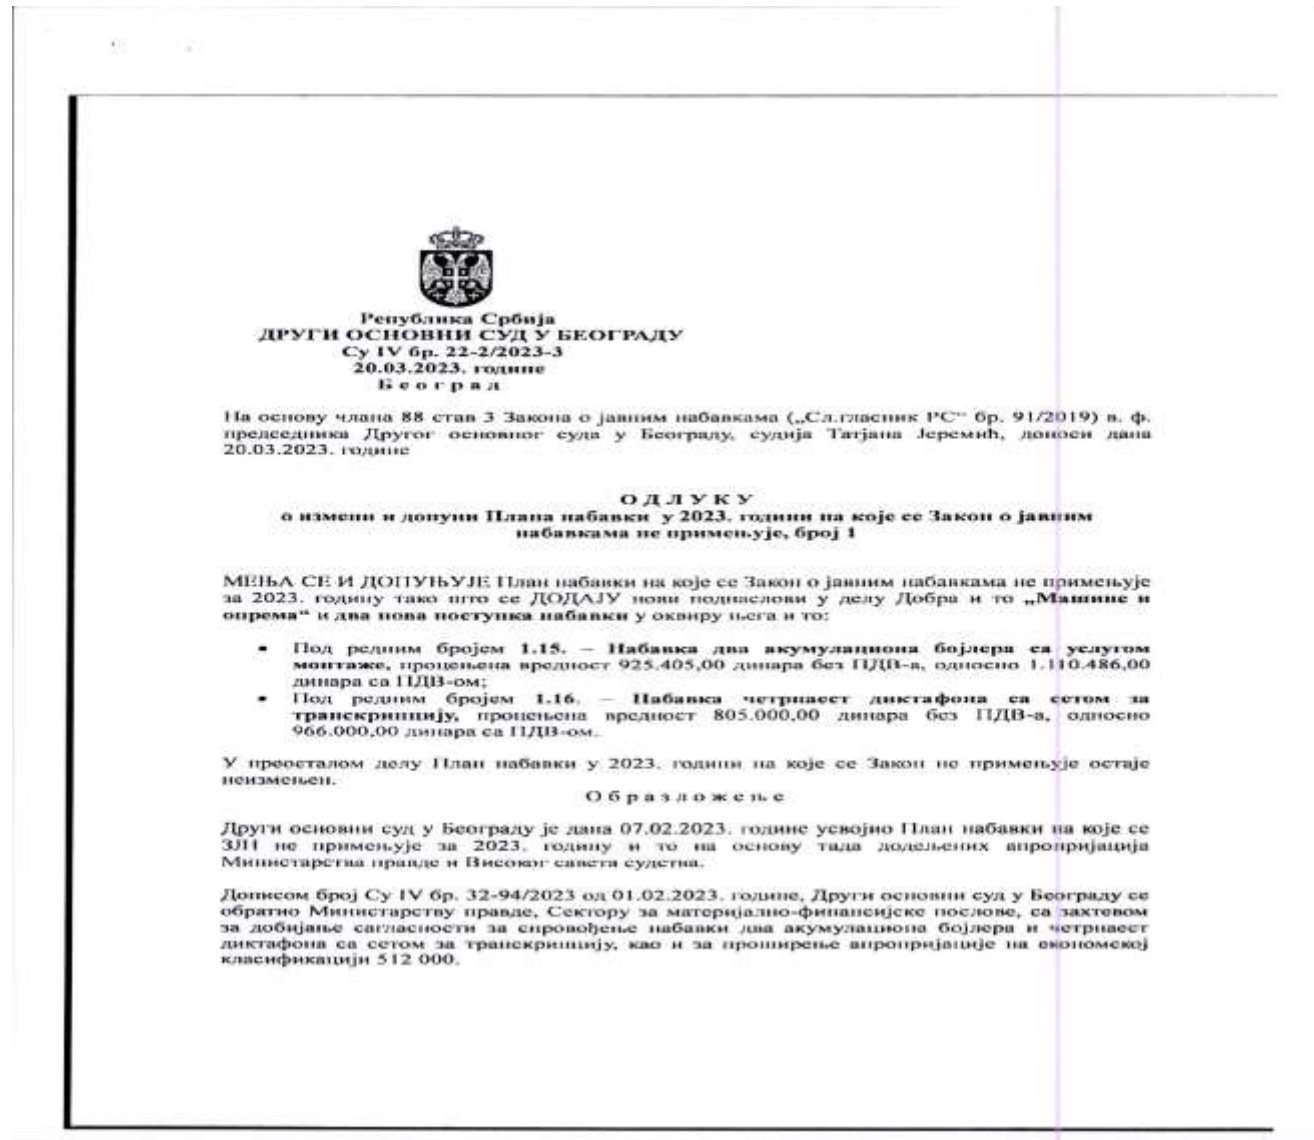 Република Србија
ДРУГИ ОСНОВНИ СУД У БЕОГРАДУ
Су IV бр. 22-2/2023-3
20.03.2023. године
Б е о г р а д
На основу члана 88 став 3 Закона о јавним набавкама („Сл.гласник РС“ бр. 91/2019) в. ф.
председника Другог основног суда у Београду, судија Татјана Јеремић, доноси дана
20.03.2023. године
О Д Л У К У
о измени и допуни Плана набавки у 2023. години на које се Закон о јавним
набавкама не примењује, број 1
МЕЊА СЕ И ДОПУЊУЈЕ План набавки на које се Закон о јавним набавкама не примењује
за 2023. годину тако што се ДОДАЈУ нови поднаслови у делу Добра и то „Машине и
опрема“ и два нова поступка набавки у оквиру њега и то:
• Под редним бројем 1.15. – Набавка два акумулациона бојлера са услугом
монтаже, процењена вредност 925.405,00 динара без ПДВ-а, односно 1.110.486,00
динара са ПДВ-ом;
• Под редним бројем 1.16. – Набавка четрнаест диктафона са сетом за
транскрипцију, процењена вредност 805.000,00 динара без ПДВ-а, односно
966.000,00 динара са ПДВ-ом.
У преосталом делу План набавки у 2023. години на које се Закон не примењује остаје
неизмењен.
О б р а з л о ж е њ е
Други основни суд у Београду је дана 07.02.2023. године усвојио План набавки на које се
ЗЈН не примењује за 2023. годину и то на основу тада додељених апропријација
Министарства правде и Високог савета судства.
Дописом број Су IV бр. 32-94/2023 од 01.02.2023. године, Други основни суд у Београду се
обратио Министарству правде, Сектору за материјално-финансијске послове, са захтевом
за добијање сагласности за спровођење набавки два акумулациона бојлера и четрнаест
диктафона са сетом за транскрипцију, као и за проширење апропријације на економској
класификацији 512 000.